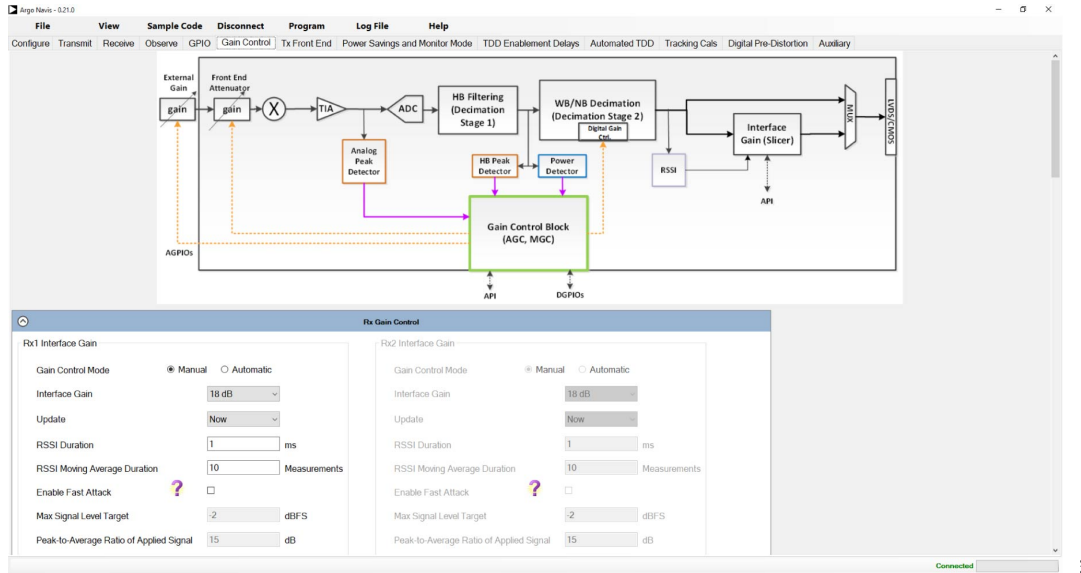 Argo Navis - 0.21.0
File View Sample Code Disconnect Program Log File Help
Configure Transmit Receive Observe GPIO Gain Control Tx Front End Power Savings and Monitor Mode TDD Enablement Delays Automated TDD Tracking Cals Digital Pre-Distortion Auxiliary
External
Gain
Front End
Attenuator
gain
gain
X
TIA
ADC
HB Filtering
(Decimation
Stage 1)
WB/NB Decimation
(Decimation Stage 2)
Digital Gain
Ctrl.
MUX
LVDS/CMOS
Interface
Gain (Slicer)
Analog
Peak
Detector
HB Peak
Detector
Power
Detector
RSSI
API
Gain Control Block
(AGC, MGC)
AGPIOs
API
DGPIOs
Rx Gain Control
Rx1 Interface Gain
Gain Control Mode Manual Automatic
Interface Gain 18 dB
Update Now
RSSI Duration 1 ms
RSSI Moving Average Duration 10 Measurements
Enable Fast Attack ?
Max Signal Level Target -2 dBFS
Peak-to-Average Ratio of Applied Signal 15 dB
Rx2 Interface Gain
Gain Control Mode Manual Automatic
Interface Gain 18 dB
Update Now
RSSI Duration 1 ms
RSSI Moving Average Duration 10 Measurements
Enable Fast Attack ?
Max Signal Level Target -2 dBFS
Peak-to-Average Ratio of Applied Signal 15 dB
Connected